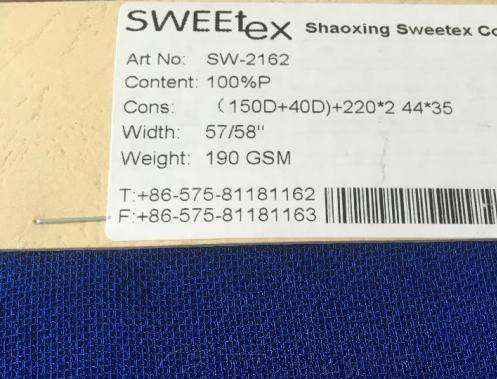 SWEEtex Shaoxing Sweetex Co
Art No: SW-2162
Content: 100%P
Cons: （150D+40D)+220*2 44*35
Width: 57/58"
Weight: 190 GSM
T:+86-575-81181162
F:+86-575-81181163